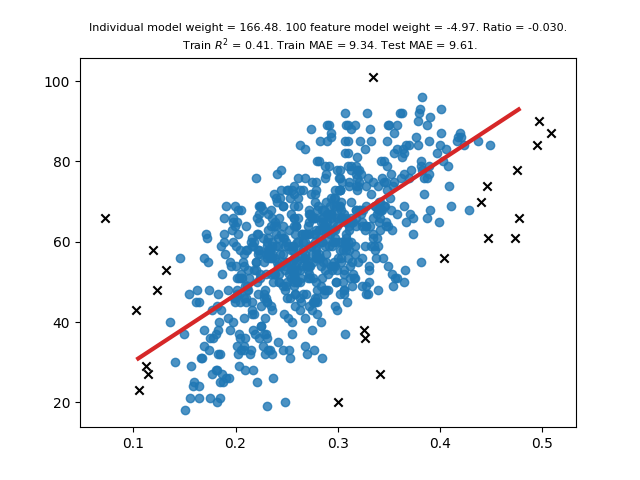 Individual model weight = 166.48. 100 feature model weight = -4.97. Ratio = -0.030.
Train R² = 0.41. Train MAE = 9.34. Test MAE = 9.61.
100
80
60
40
20
0.1 0.2 0.3 0.4 0.5